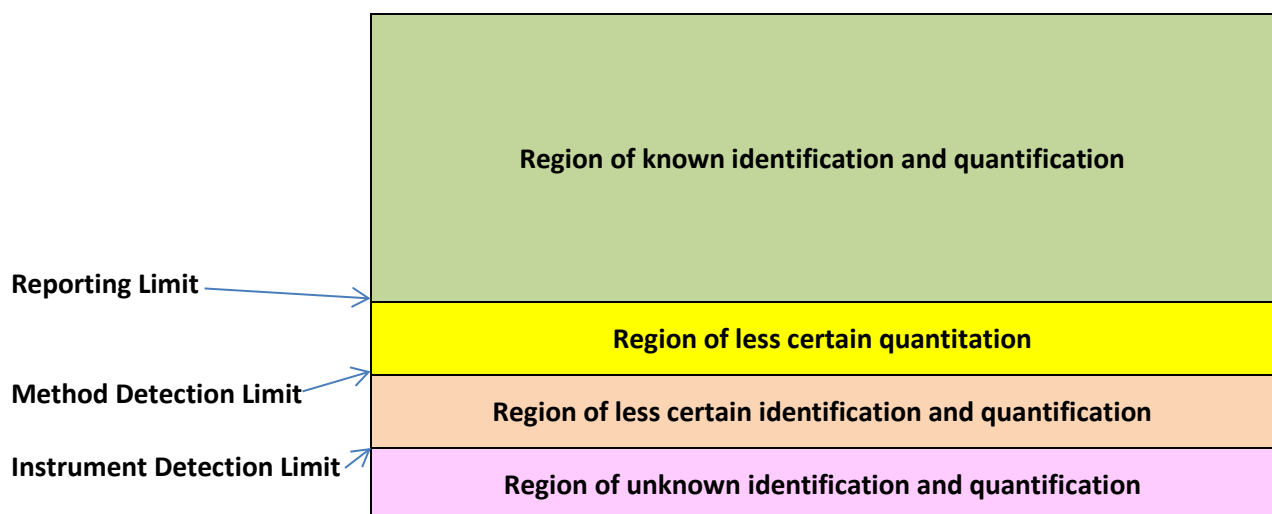 Region of known identification and quantification
Reporting Limit
Region of less certain quantitation
Method Detection Limit
Region of less certain identification and quantification
Instrument Detection Limit
Region of unknown identification and quantification